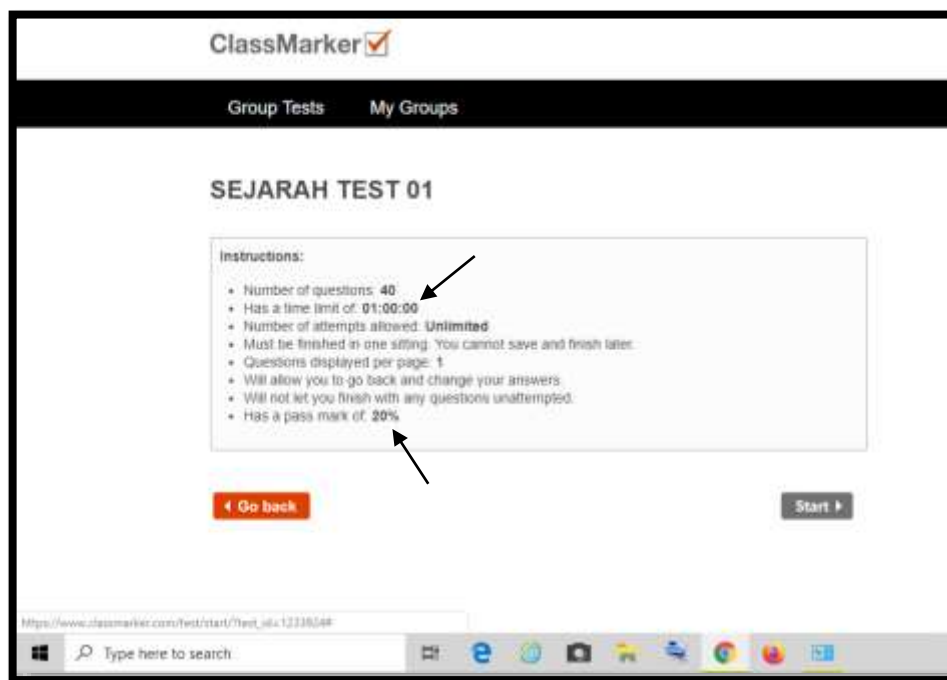 ClassMarker
Group Tests My Groups
SEJARAH TEST 01
Instructions:
• Number of questions: 40
• Has a time limit of: 01:00:00
• Number of attempts allowed: Unlimited
• Must be finished in one sitting. You cannot save and finish later.
• Questions displayed per page: 1
• Will allow you to go back and change your answers.
• Will not let you finish with any questions unattempted.
• Has a pass mark of: 20%
Go back Start
Type here to search